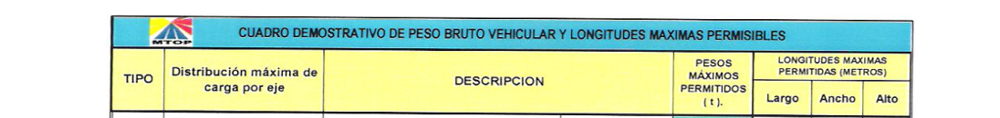 MTOP
CUADRO DEMOSTRATIVO DE PESO BRUTO VEHICULAR Y LONGITUDES MAXIMAS PERMISIBLES
TIPO
Distribución máxima de
carga por eje
DESCRIPCION
PESOS
MÁXIMOS
PERMITIDOS
( t ).
LONGITUDES MAXIMAS
PERMITIDAS (METROS)
Largo
Ancho
Alto